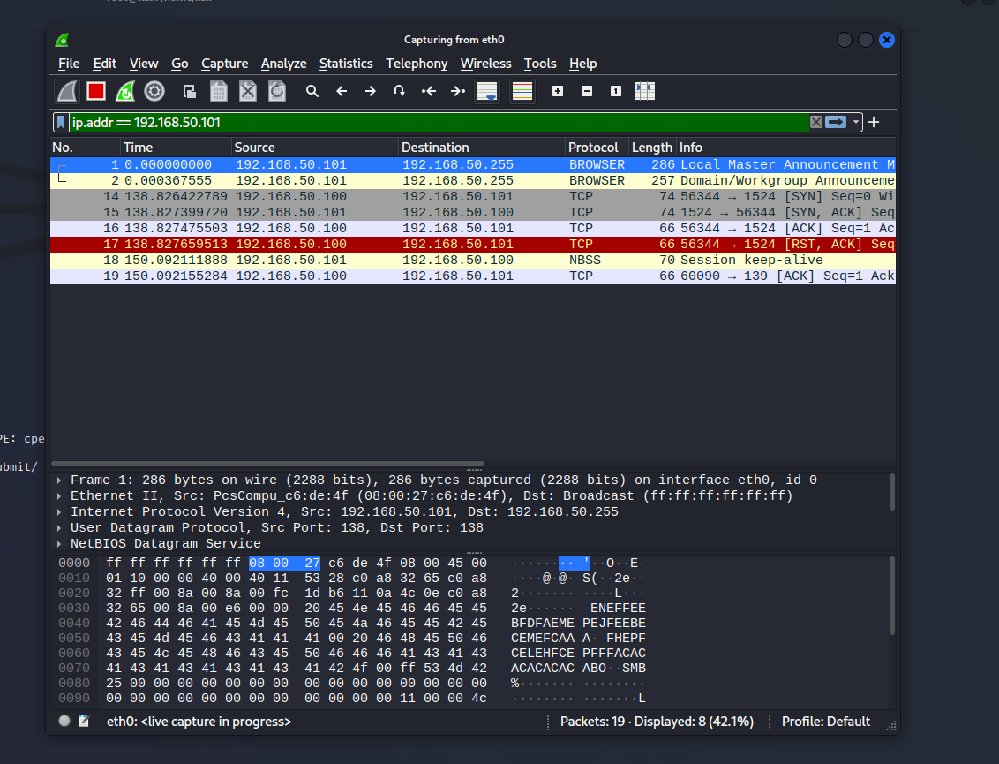 Capturing from eth0
File Edit View Go Capture Analyze Statistics Telephony Wireless Tools Help
ip.addr == 192.168.50.101
No. Time Source Destination Protocol Length Info
1 0.000000000 192.168.50.101 192.168.50.255 BROWSER 286 Local Master Announcement M
2 0.000367555 192.168.50.101 192.168.50.255 BROWSER 257 Domain/Workgroup Announceme
14 138.826422789 192.168.50.100 192.168.50.101 TCP 74 56344 → 1524 [SYN] Seq=0 Wi
15 138.827399720 192.168.50.101 192.168.50.100 TCP 74 1524 → 56344 [SYN, ACK] Seq
16 138.827475503 192.168.50.100 192.168.50.101 TCP 66 56344 → 1524 [ACK] Seq=1 Ac
17 138.827659513 192.168.50.100 192.168.50.101 TCP 66 56344 → 1524 [RST, ACK] Seq
18 150.092111888 192.168.50.101 192.168.50.100 NBSS 70 Session keep-alive
19 150.092155284 192.168.50.100 192.168.50.101 TCP 66 60090 → 139 [ACK] Seq=1 Ack
PE: cpe
ubmit/
Frame 1: 286 bytes on wire (2288 bits), 286 bytes captured (2288 bits) on interface eth0, id 0
Ethernet II, Src: PcsCompu_c6:de:4f (08:00:27:c6:de:4f), Dst: Broadcast (ff:ff:ff:ff:ff:ff)
Internet Protocol Version 4, Src: 192.168.50.101, Dst: 192.168.50.255
User Datagram Protocol, Src Port: 138, Dst Port: 138
NetBIOS Datagram Service
0000 ff ff ff ff ff ff 08 00 27 c6 de 4f 08 00 45 00 ········'··O··E·
0010 01 10 00 00 40 00 40 11 53 28 c0 a8 32 65 c0 a8 ····@·@·S(··2e··
0020 32 ff 00 8a 00 8a 00 fc 1d b6 11 0a 4c 0e c0 a8 2·······  ····L···
0030 32 65 00 8a 00 e6 00 00 20 45 4e 45 46 46 45 45 2e······ ENEFFEE
0040 42 46 44 46 41 45 4d 45 50 45 4a 46 45 45 42 45 BFDFAEME PEJFEEBE
0050 43 45 4d 45 46 43 41 41 41 00 20 46 48 45 50 46 CEMEFCAA A· FHEPF
0060 43 45 4c 45 48 46 43 45 50 46 46 46 41 43 41 43 CELEHFCE PFFFACAC
0070 41 43 41 43 41 43 41 43 41 42 4f 00 ff 53 4d 42 ACACACAC ABO··SMB
0080 25 00 00 00 00 00 00 00 00 00 00 00 00 00 00 00 %······· ········
0090 00 00 00 00 00 00 00 00 00 00 00 00 11 00 00 4c ········ ·······L
eth0: <live capture in progress> Packets: 19 · Displayed: 8 (42.1%) Profile: Default